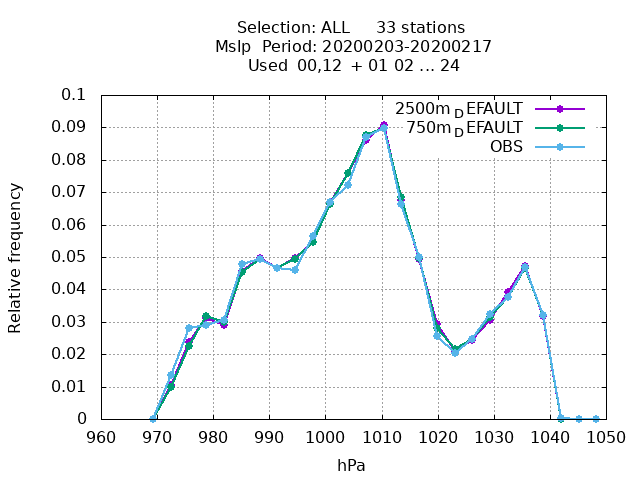 Selection: ALL 33 stations
Mslp Period: 20200203-20200217
Used 00,12 + 01 02 ... 24
0.1
0.09
0.08
0.07
0.06
0.05
0.04
0.03
0.02
0.01
0
Relative frequency
2500m_DEFAULT
750m_DEFAULT
OBS
960 970 980 990 1000 1010 1020 1030 1040 1050
hPa